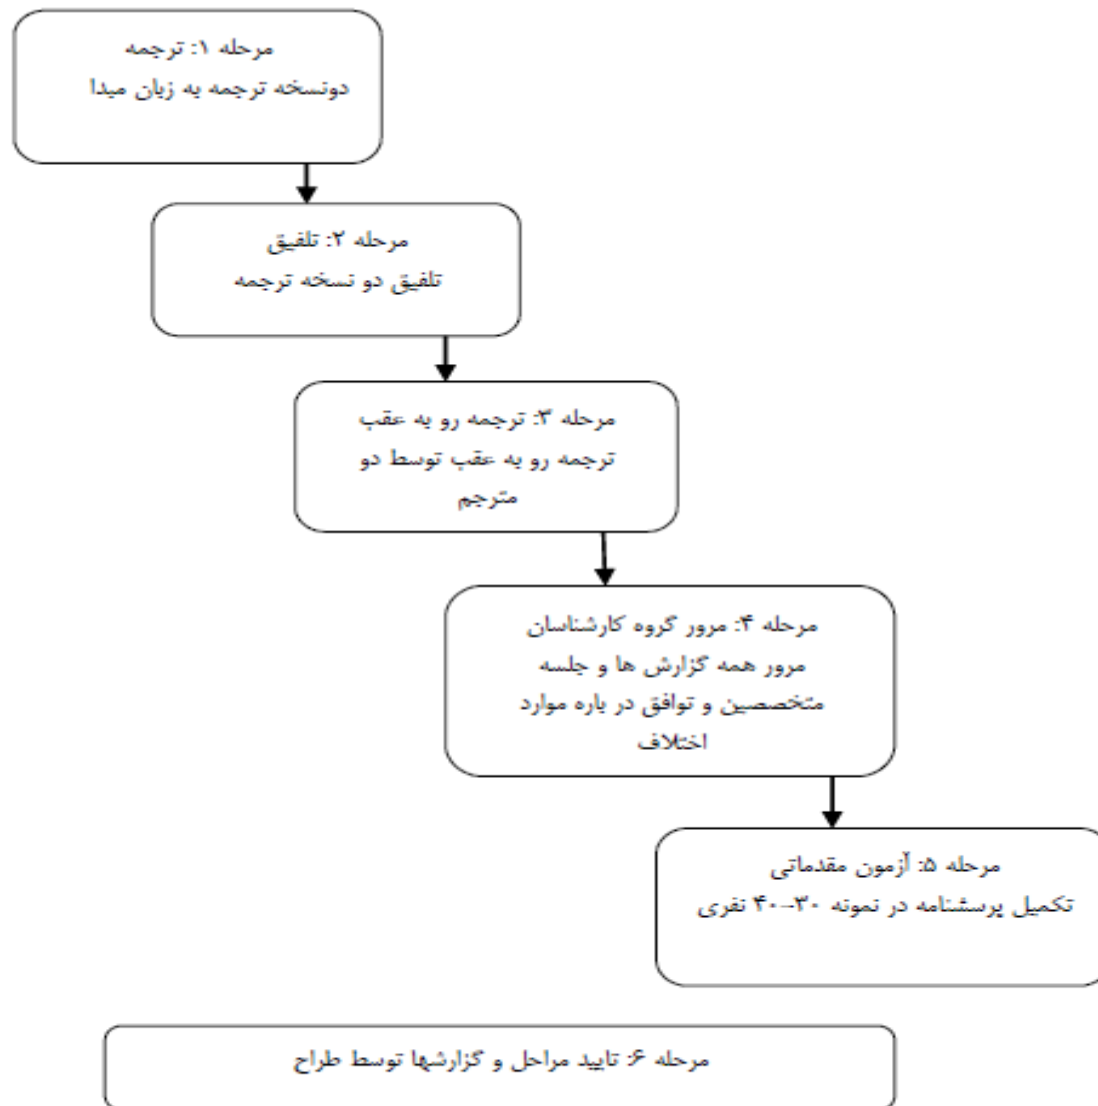 مرحله ۱: ترجمه
دونسخه ترجمه به زبان مبدا
مرحله ۲: تلفیق
تلفیق دو نسخه ترجمه
مرحله ۳: ترجمه رو به عقب
ترجمه رو به عقب توسط دو
مترجم
مرحله ۴: مرور گروه کارشناسان
مرور همه گزارش ها و جلسه
متخصصین و توافق در باره موارد
اختلاف
مرحله ۵: آزمون مقدماتی
تکمیل پرسشنامه در نمونه ۳۰-۴۰ نفری
مرحله ۶: تایید مراحل و گزارشها توسط طراح